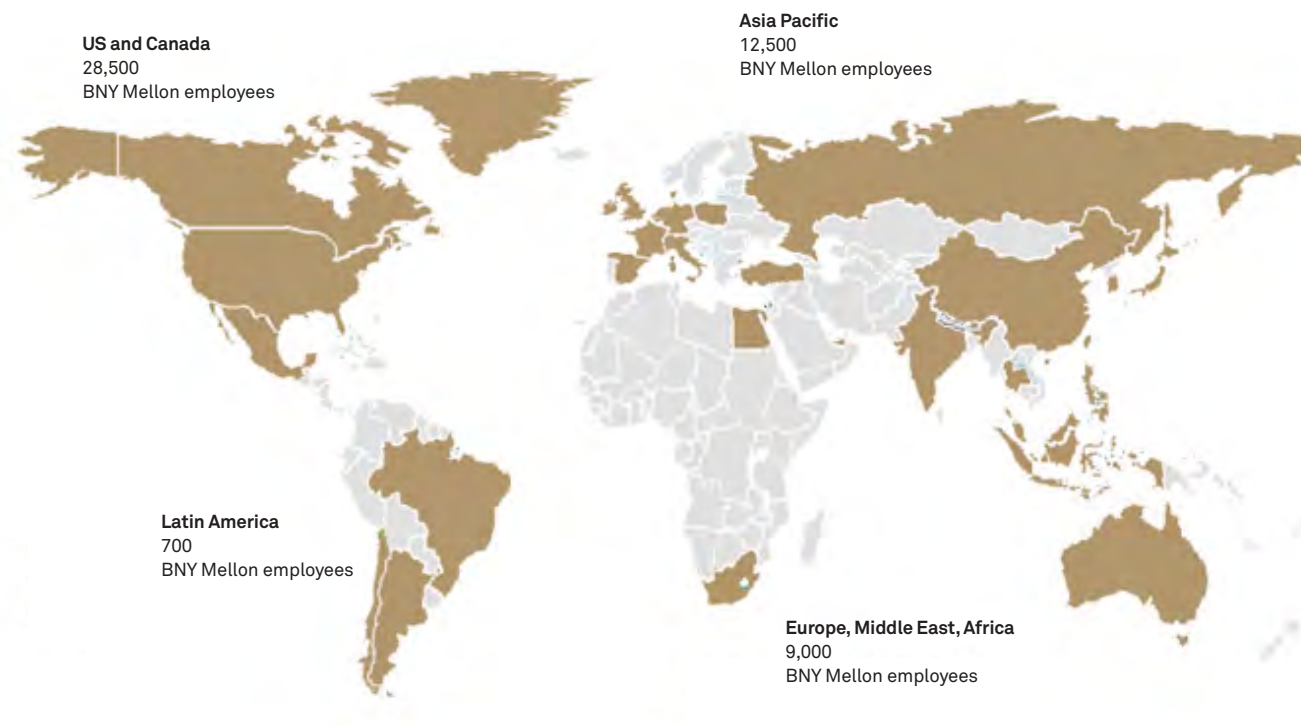 US and Canada
28,500
BNY Mellon employees
Asia Pacific
12,500
BNY Mellon employees
Latin America
700
BNY Mellon employees
Europe, Middle East, Africa
9,000
BNY Mellon employees